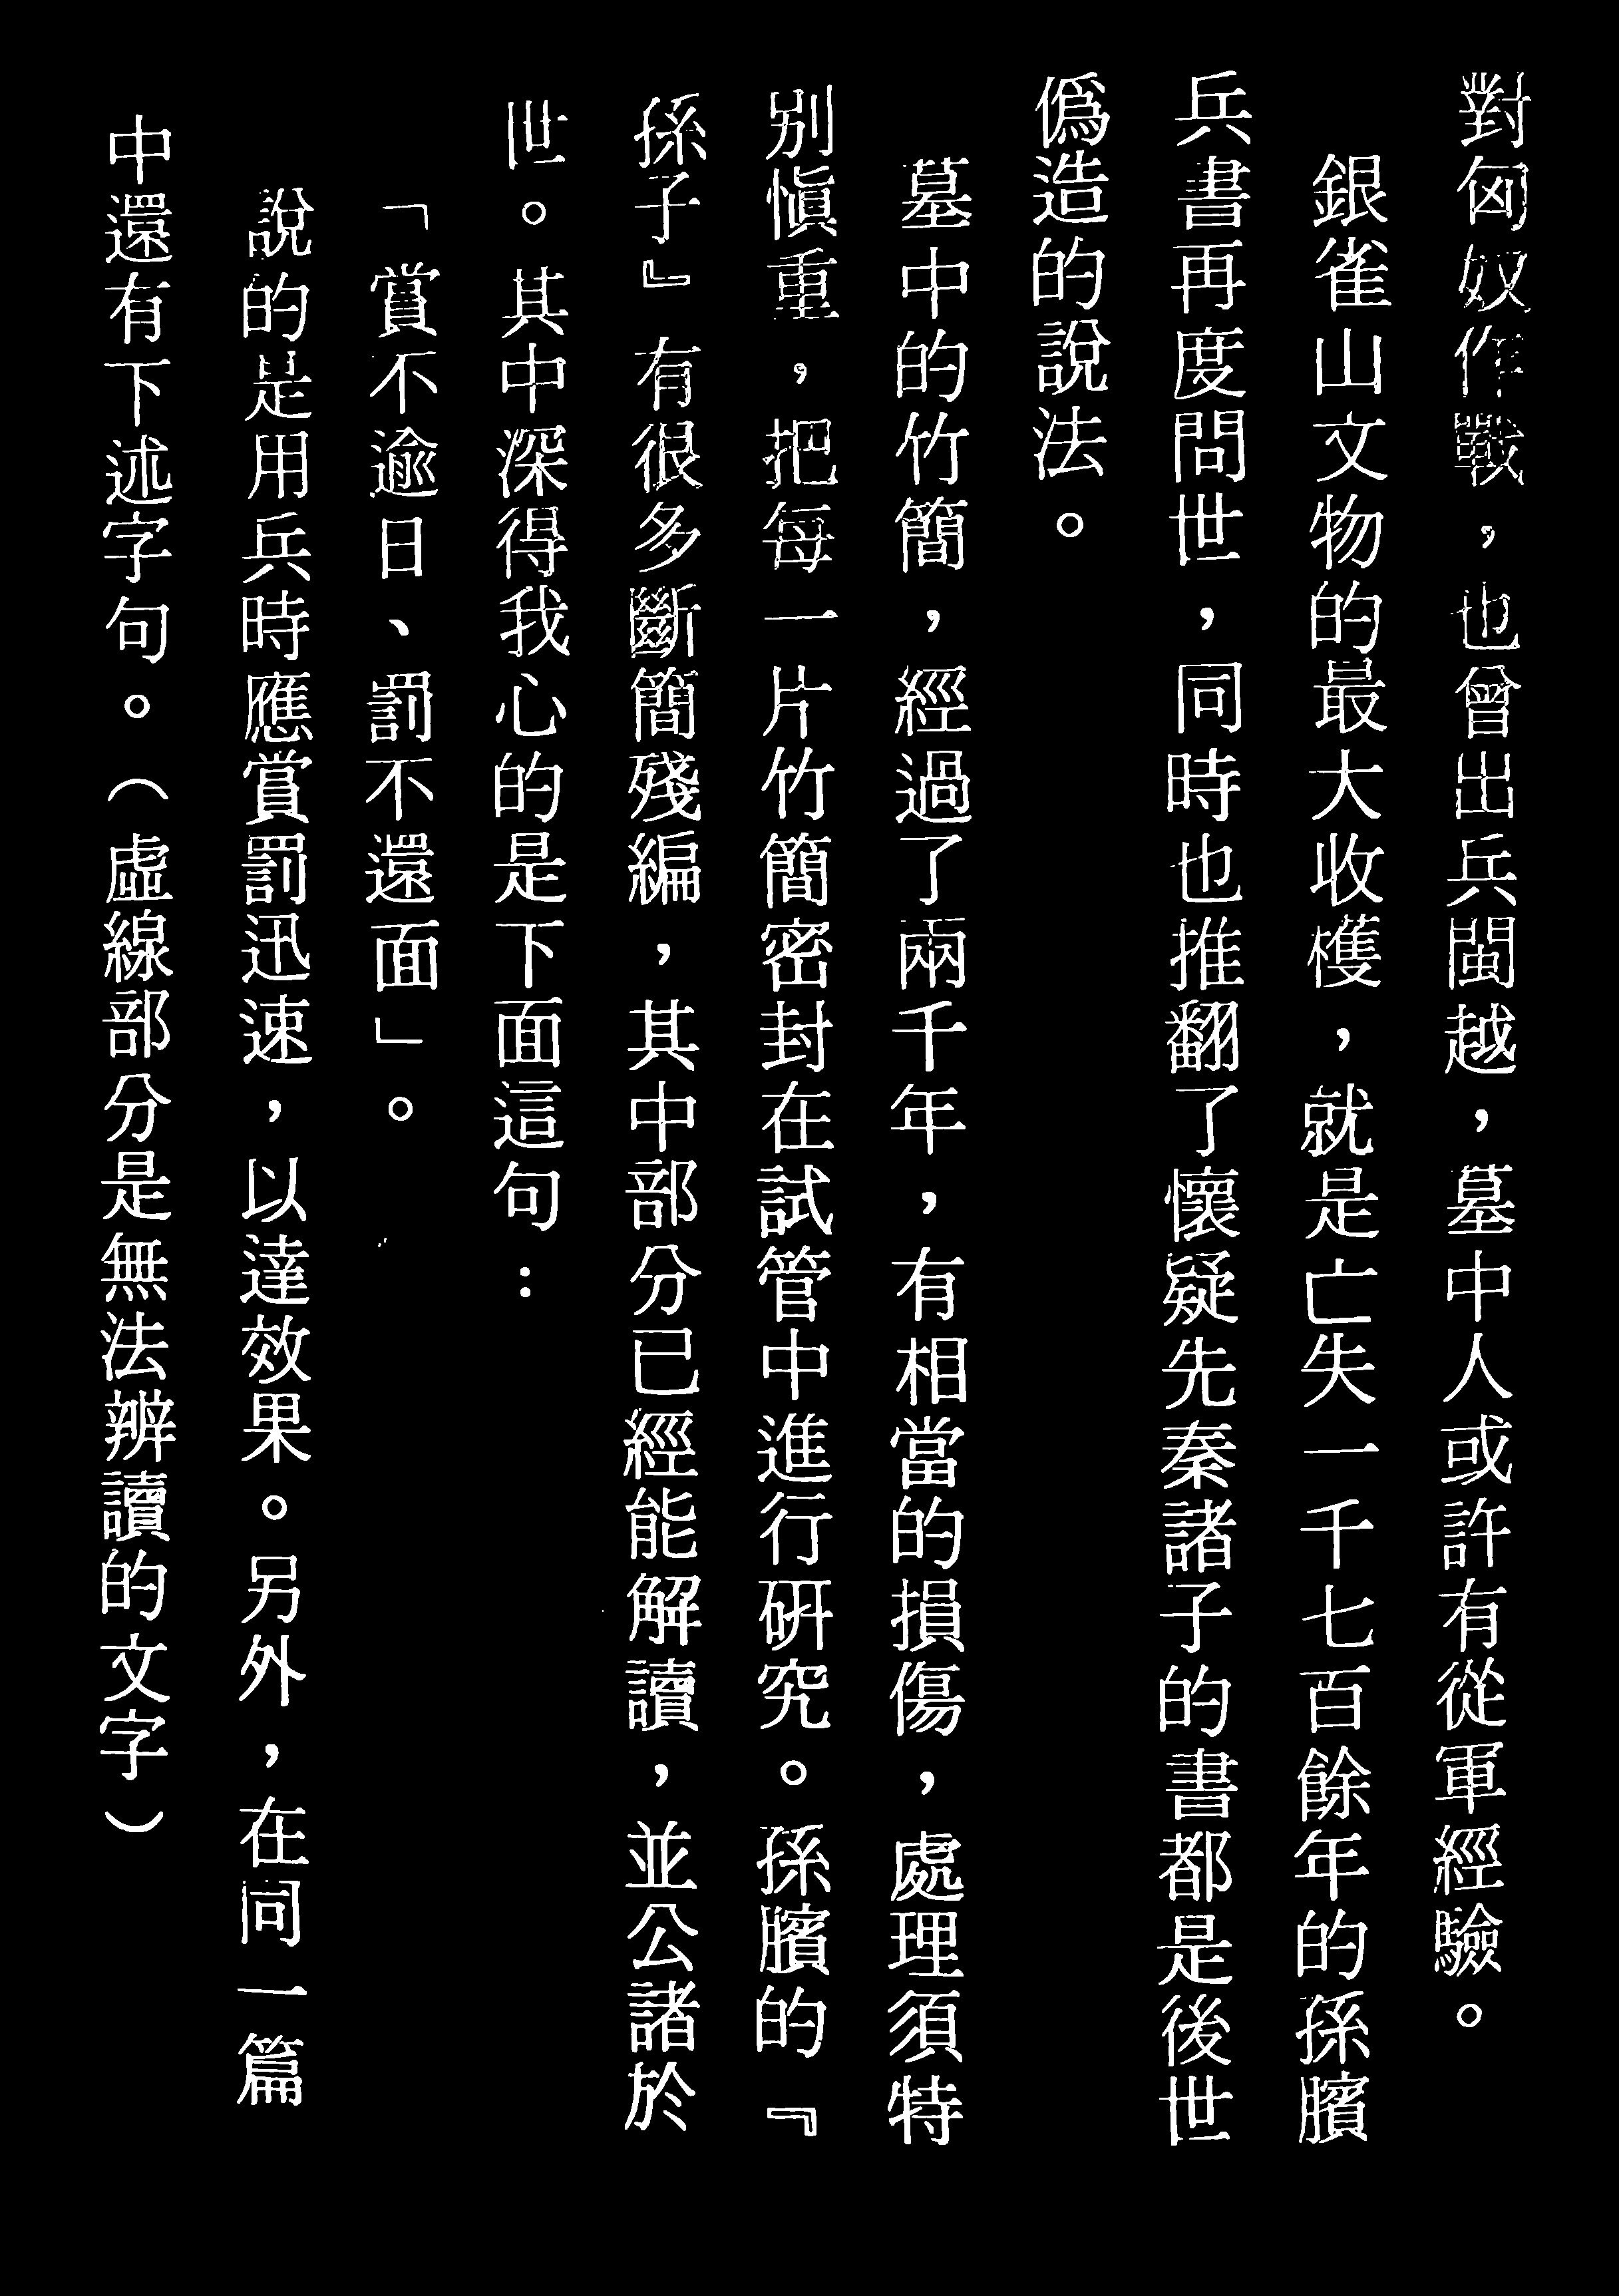 對匈奴作戰，也曾出兵閩越，墓中人或許有從軍經驗。
銀雀山文物的最大收穫，就是亡失一千七百餘年的孫臏
兵書再度問世，同時也推翻了懷疑先秦諸子的書都是後世
僞造的說法。
墓中的竹簡，經過了兩千年，有相當的損傷，處理須特
別愼重，把每一片竹簡密封在試管中進行硏究。孫臏的『
孫子』有很多斷簡殘編，其中部分已經能解讀，並公諸於
世。其中深得我心的是下面這句：
「賞不逾日、罰不還面」。
說的是用兵時應賞罰迅速，以達效果。另外，在同一篇
中還有下述字句。（虛線部分是無法辨讀的文字）